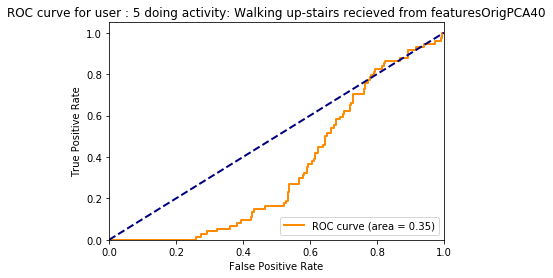 ROC curve for user : 5 doing activity: Walking up-stairs recieved from featuresOrigPCA40
1.0
0.8
0.6
0.4
0.2
0.0
True Positive Rate
ROC curve (area = 0.35)
0.0 0.2 0.4 0.6 0.8 1.0
False Positive Rate